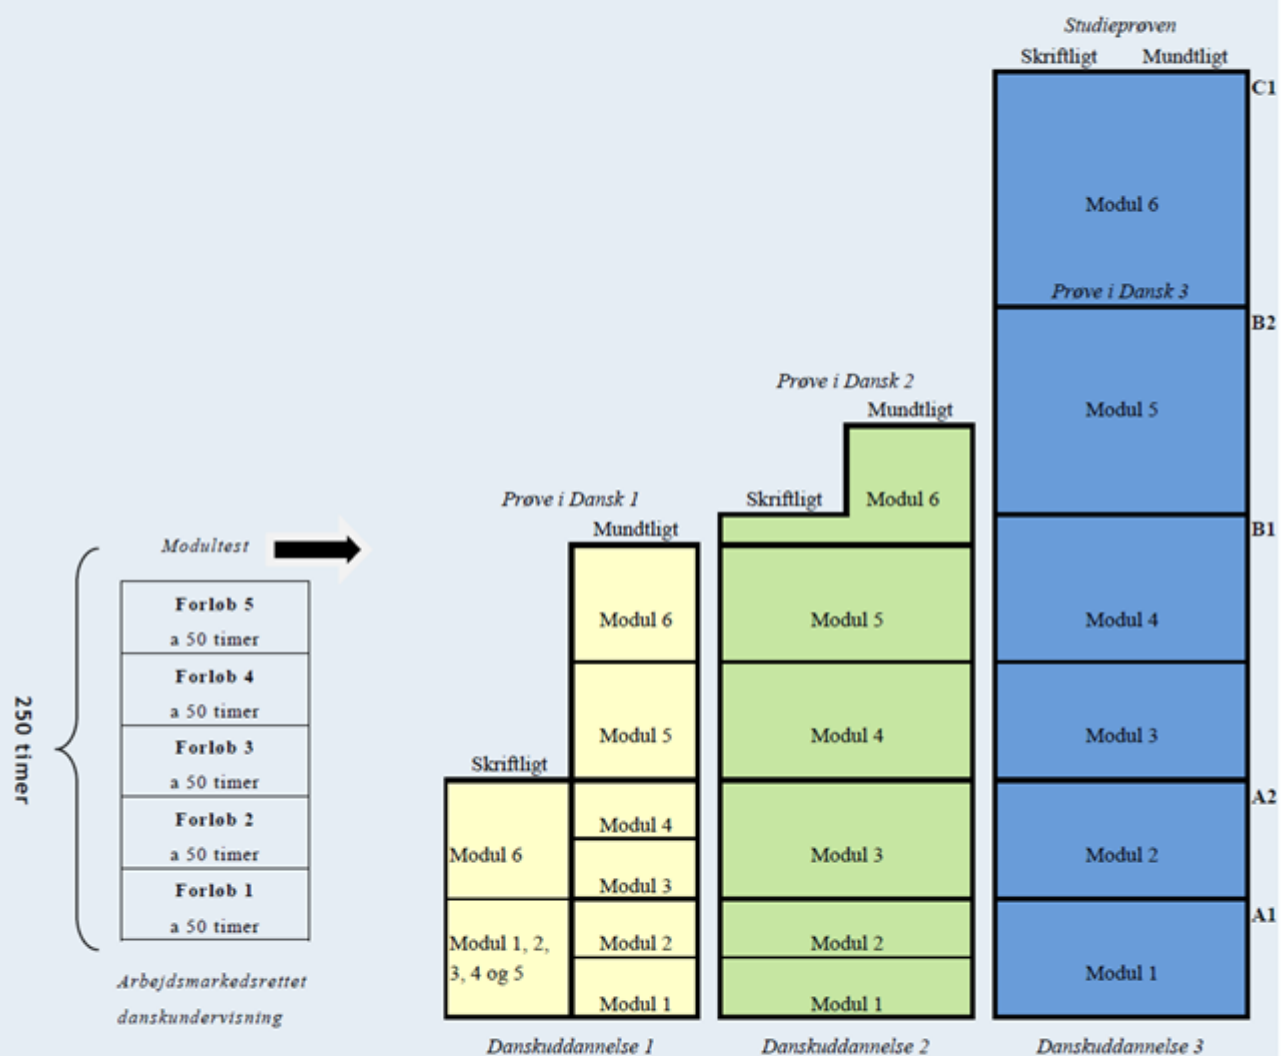 Studieprøven
Skriftligt Mundtligt
C1
Modul 6
Prøve i Dansk 3
B2
Modul 5
B1
Modul 4
Modul 3
A2
Modul 2
A1
Modul 1
Danskuddannelse 3
Prøve i Dansk 2
Mundtligt
Skriftligt
Modul 6
Modul 5
Modul 4
Modul 3
Modul 2
Modul 1
Danskuddannelse 2
Prøve i Dansk 1
Mundtligt
Modul 6
Modul 5
Skriftligt
Modul 4
Modul 6
Modul 3
Modul 1, 2,
3, 4 og 5
Modul 2
Modul 1
Danskuddannelse 1
Modultest
Forløb 5
a 50 timer
Forløb 4
a 50 timer
Forløb 3
a 50 timer
Forløb 2
a 50 timer
Forløb 1
a 50 timer
250 timer
Arbejdsmarkedsrettet
danskundervisning